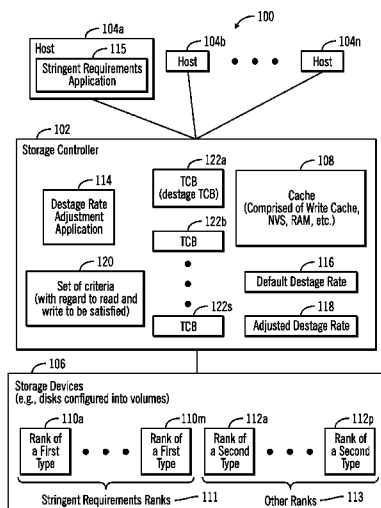 100
104a
115
Stringent Requirements
Application
Host
104b
Host
104n
Host
102
Storage Controller
114
Destage Rate
Adjustment
Application
122a
TCB
(destage TCB)
108
Cache
(Comprised of Write Cache,
NVS, RAM, etc.)
122b
TCB
120
Set of criteria
(with regard to read and
write to be satisfied)
116
Default Destage Rate
122s
TCB
118
Adjusted Destage Rate
106
Storage Devices
(e.g., disks configured into volumes)
110a
Rank of
a First
Type
110m
Rank of
a First
Type
112a
Rank of
a Second
Type
112p
Rank of
a Second
Type
Stringent Requirements Ranks
111
Other Ranks
113